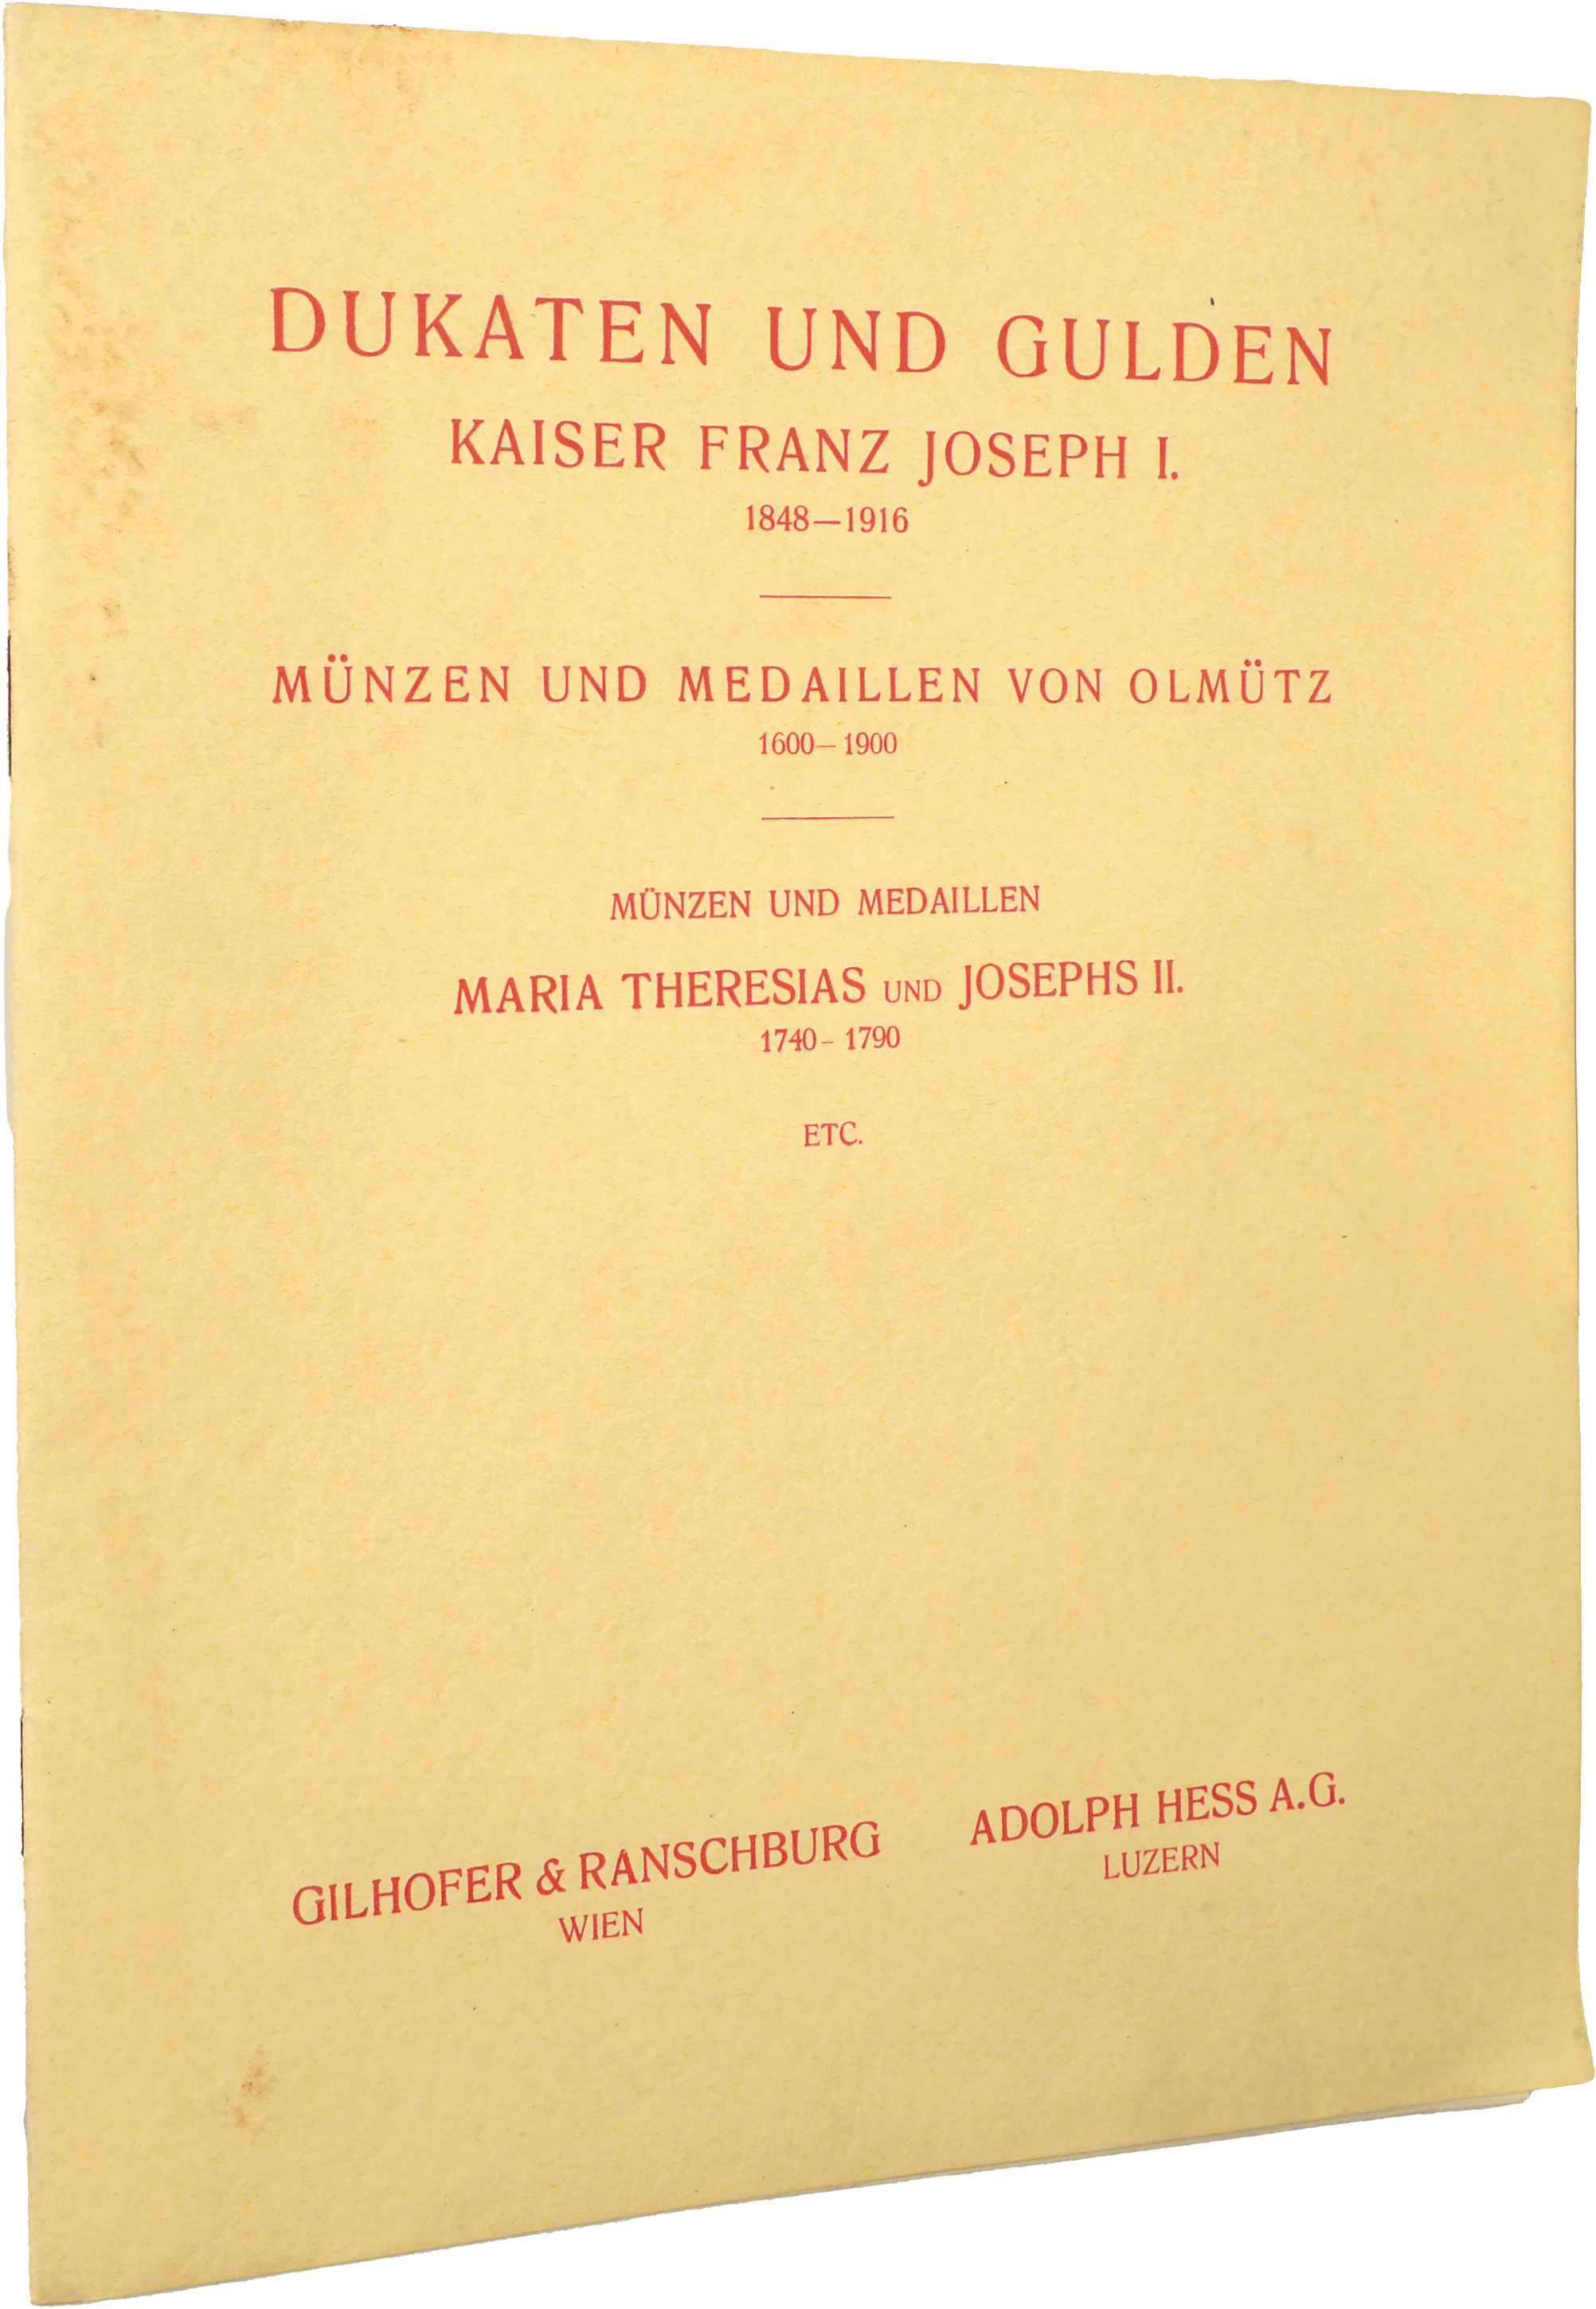 DUKATEN UND GULDEN
KAISER FRANZ JOSEPH I.
1848—1916
MÜNZEN UND MEDAILLEN VON OLMÜTZ
1600—1900
MÜNZEN UND MEDAILLEN
MARIA THERESIAS UND JOSEPHS II.
1740– 1790
ETC.
GILHOFER & RANSCHBURG
WIEN
ADOLPH HESS A.G.
LUZERN